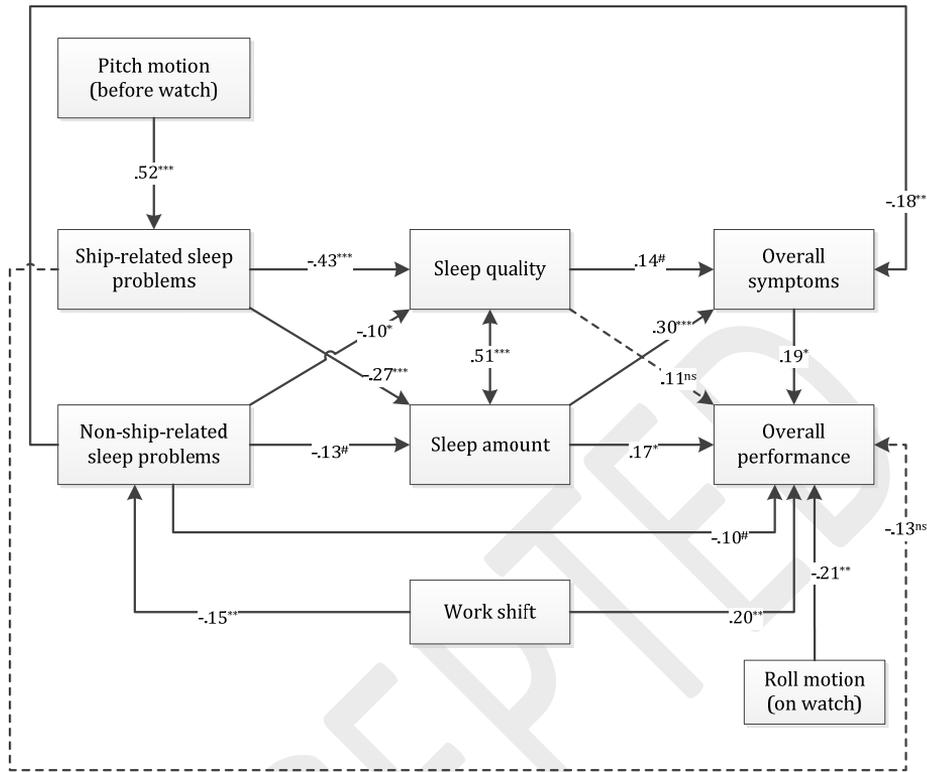 Pitch motion
(before watch)
.52***
-.18**
Ship-related sleep
problems
-.43***
Sleep quality
.14#
Overall
symptoms
-.10*
.51***
.30***
.19*
-.27***
.11ns
Non-ship-related
sleep problems
-.13#
Sleep amount
.17*
Overall
performance
-.10#
-.13ns
-.21**
-.15**
Work shift
.20**
Roll motion
(on watch)
EPTED